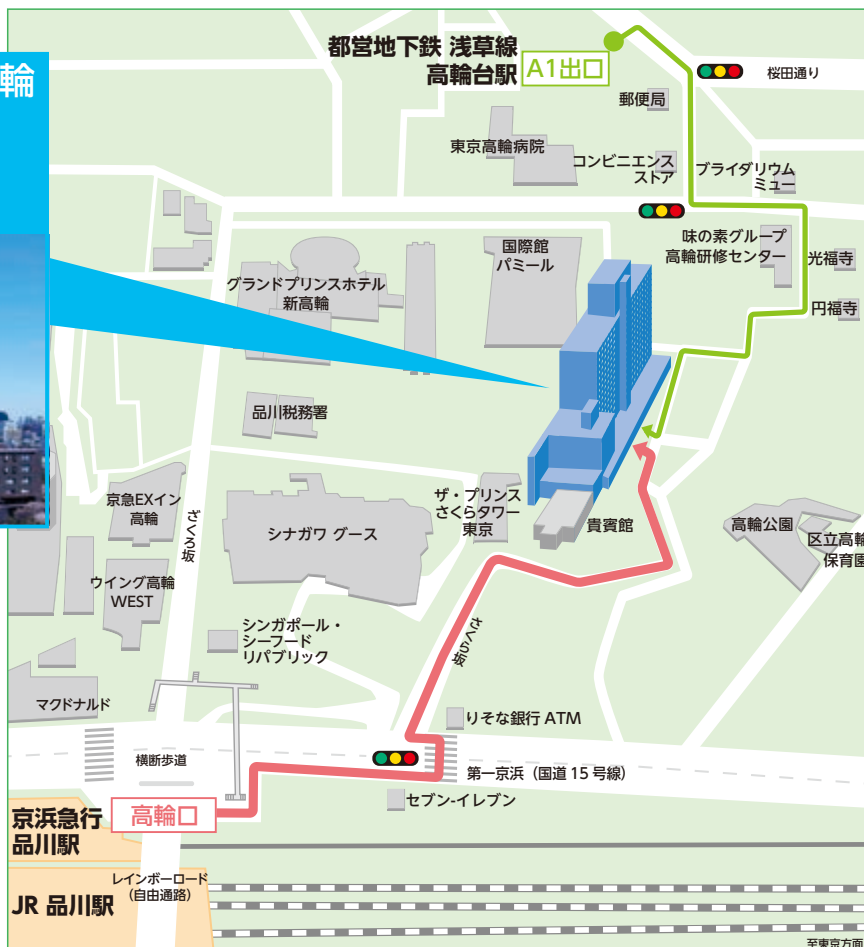 輪
都営地下鉄 浅草線
高輪台駅
A1出口
桜田通り
郵便局
東京高輪病院
コンビニエンス
ストア
ブライダリウム
ミュー
国際館
パミール
味の素グループ
高輪研修センター
光福寺
円福寺
グランドプリンスホテル
新高輪
品川税務署
京急EXイン
高輪
ざくろ坂
シナガワ グース
ザ・プリンス
さくらタワー
東京
貴賓館
高輪公園
区立高輪
保育園
ウイング高輪
WEST
シンガポール・
シーフード
リパブリック
さくら坂
マクドナルド
りそな銀行 ATM
横断歩道
第一京浜（国道 15 号線）
セブン-イレブン
高輪口
京浜急行
品川駅
レインボーロード
（自由通路）
JR 品川駅
至東京方面